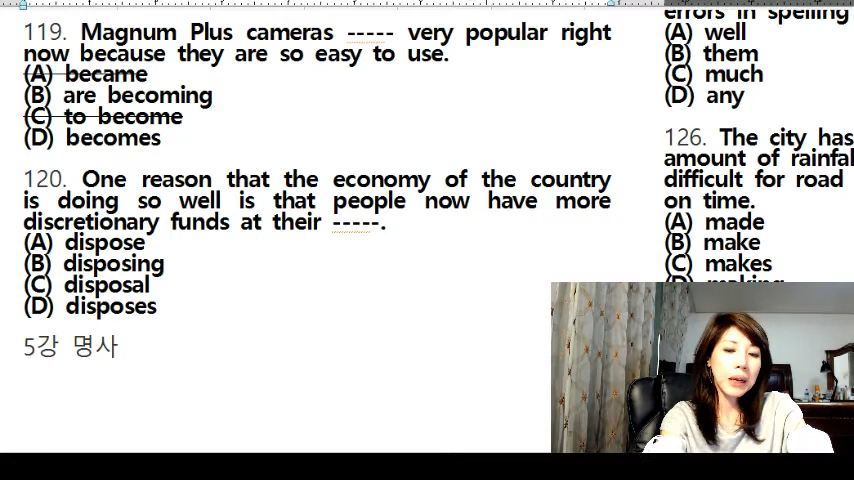 119. Magnum Plus cameras ----- very popular right
now because they are so easy to use.
(A) became
(B) are becoming
(C) to become
(D) becomes
120. One reason that the economy of the country
is doing so well is that people now have more
discretionary funds at their -----.
(A) dispose
(B) disposing
(C) disposal
(D) disposes
5강 명사
errors in spelling
(A) well
(B) them
(C) much
(D) any
126. The city has
amount of rainfal
difficult for road
on time.
(A) made
(B) make
(C) makes